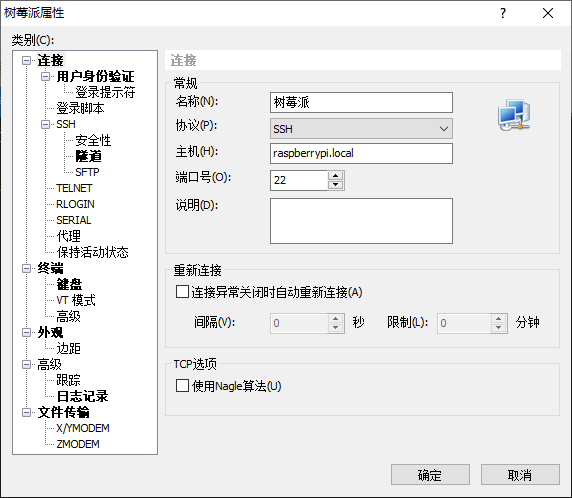 树莓派属性
类别(C):
连接
用户身份验证
登录提示符
登录脚本
SSH
安全性
隧道
SFTP
TELNET
RLOGIN
SERIAL
代理
保持活动状态
终端
键盘
VT 模式
高级
外观
边距
高级
跟踪
日志记录
文件传输
X/YMODEM
ZMODEM
连接
常规
名称(N): 树莓派
协议(P): SSH
主机(H): raspberrypi.local
端口号(O): 22
说明(D):
重新连接
连接异常关闭时自动重新连接(A)
间隔(V): 0 秒 限制(L): 0 分钟
TCP选项
使用Nagle算法(U)
确定 取消